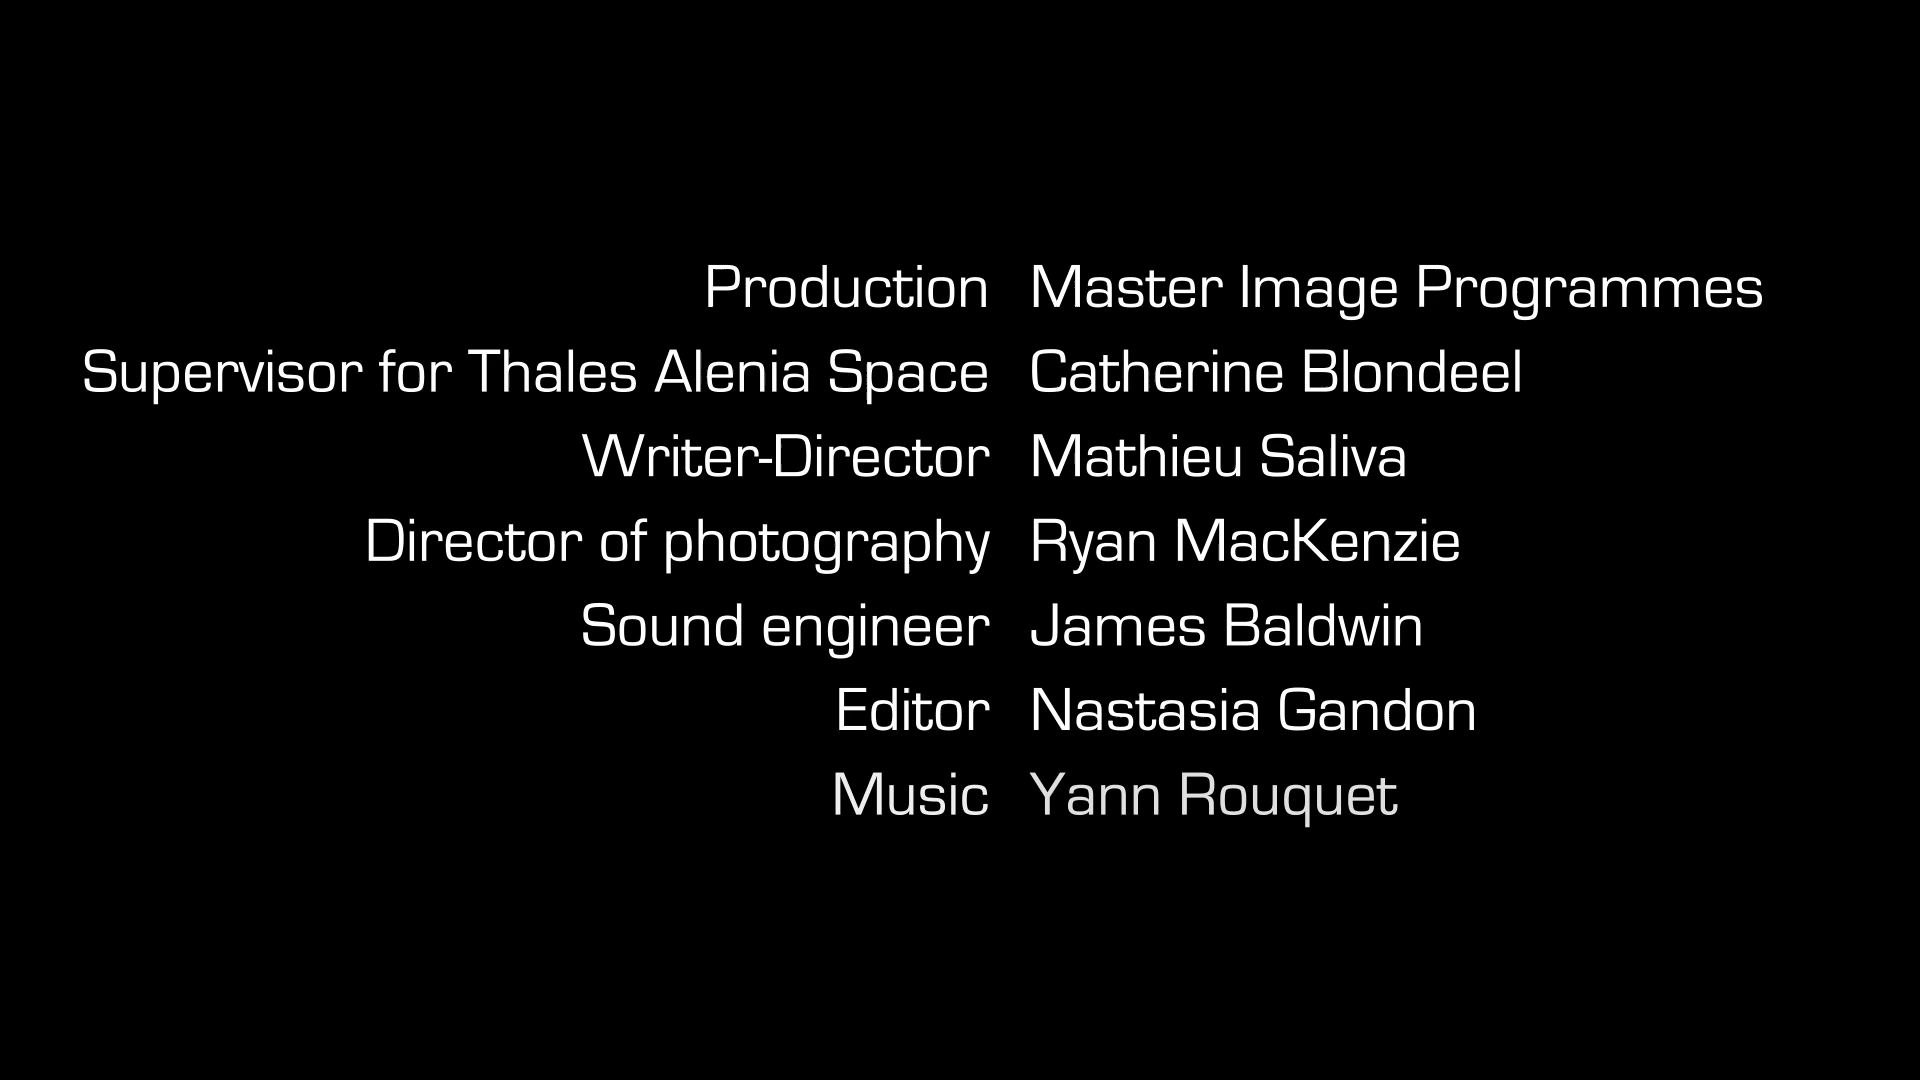 Production Master Image Programmes
Supervisor for Thales Alenia Space Catherine Blondeel
Writer-Director Mathieu Saliva
Director of photography Ryan MacKenzie
Sound engineer James Baldwin
Editor Nastasia Gandon
Music Yann Rouquet